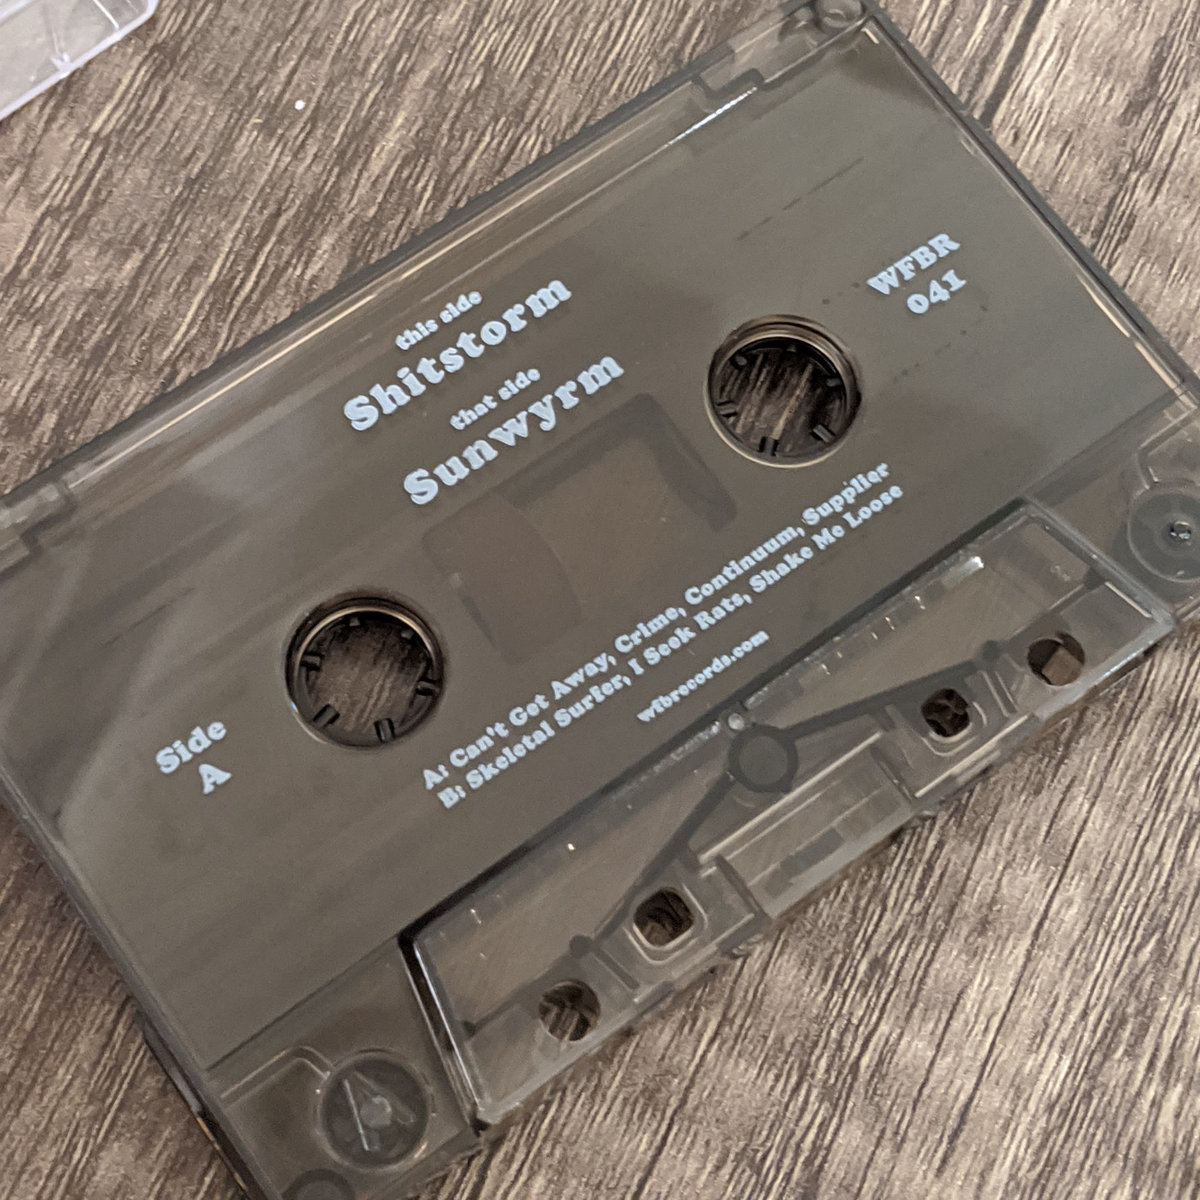 this side
Shitstorm
that side
Sunwyrm
WFBR
041
Side
A
A: Can't Get Away, Crime, Continuum, Supplier
B: Skeletal Surfer, I Seek Rats, Shake Me Loose
wfbrecords.com
A